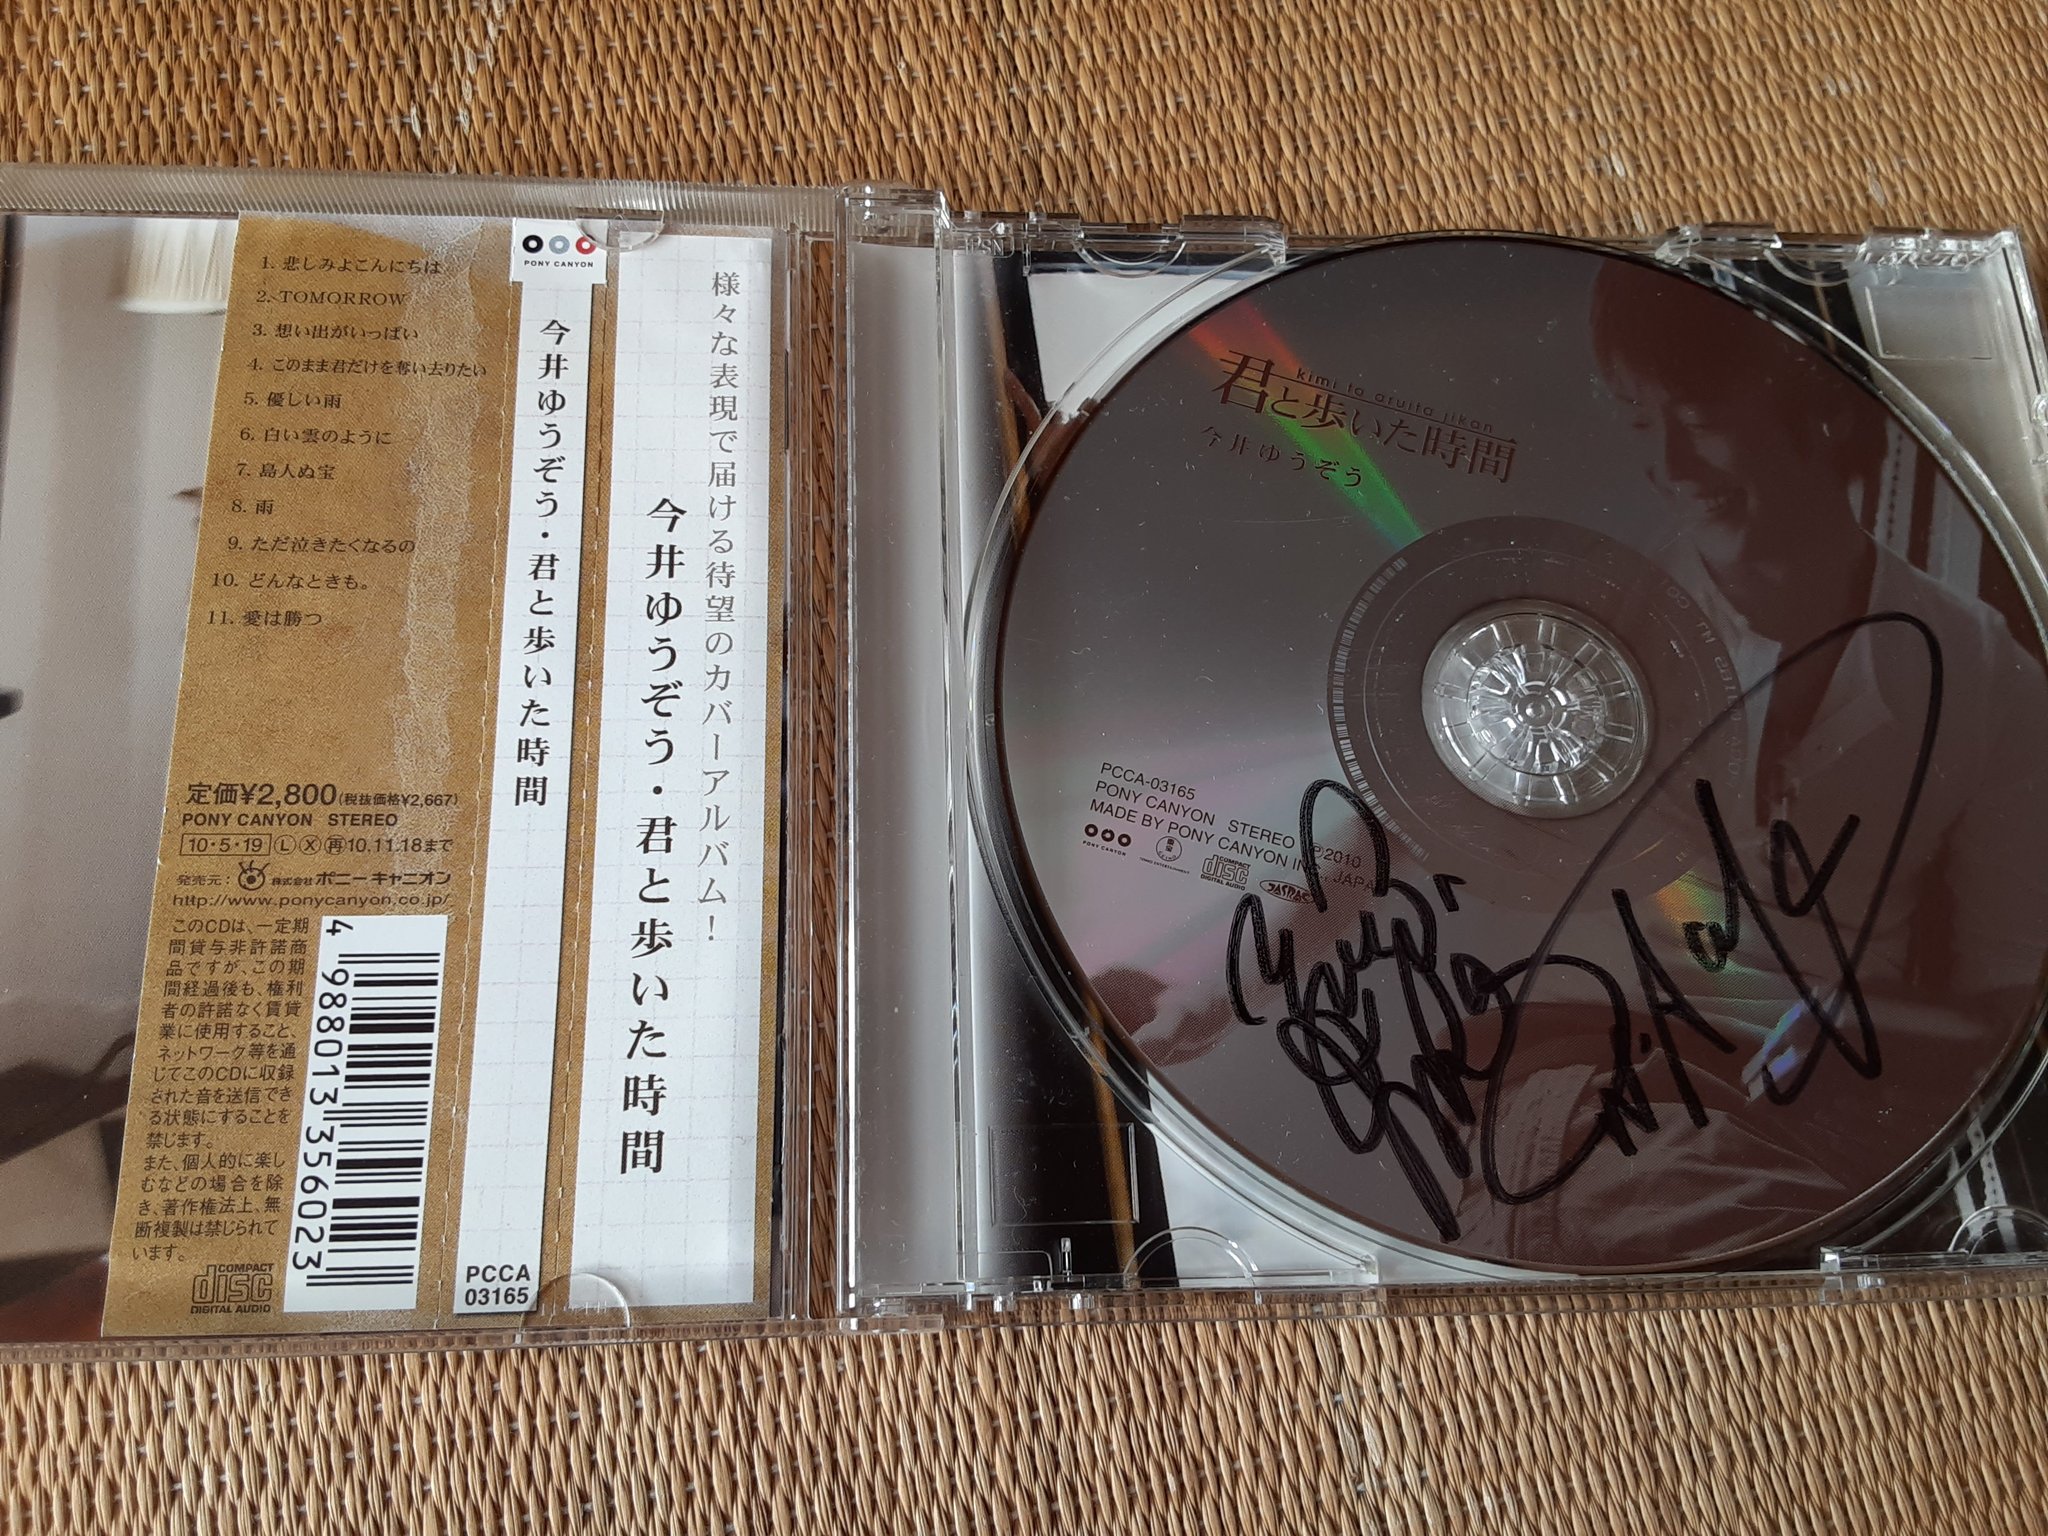 1. 悲しみよこんにちは
2. TOMORROW
3. 想い出がいっぱい
4. このまま君だけを奪い去りたい
5. 優しい雨
6. 白い雲のように
7. 島人ぬ宝
8. 雨
9. ただ泣きたくなるの
10. どんなときも。
11. 愛は勝つ
定価¥2,800(税抜価格¥2,667)
PONY CANYON STEREO
10・5・19 Ⓛ Ⓧ ㊢10.11.18まで
発売元: 株式会社 ポニーキャニオン
http://www.ponycanyon.co.jp/
このCDは、一定期
間貸与非許諾商
品ですが、この期
間経過後も、権利
者の許諾なく賃貸
業に使用すること、
ネットワーク等を通
じてこのCDに収録
された音を送信でき
る状態にすることを
禁じます。
また、個人的に楽し
むなどの場合を除
き、著作権法上、無
断複製は禁じられて
います。
COMPACT
disc
DIGITAL AUDIO
4 988013 356023
PONY CANYON
今井ゆうぞう・君と歩いた時間
PCCA
03165
様々な表現で届ける待望のカバーアルバム!
今井ゆうぞう・君と歩いた時間
kimi to aruita jikan
君と歩いた時間
今井ゆうぞう
PCCA-03165
PONY CANYON STEREO ℗2010
MADE BY PONY CANYON IN
JAPA
PONY CANYON
COMPACT
disc
DIGITAL AUDIO
JASRAC